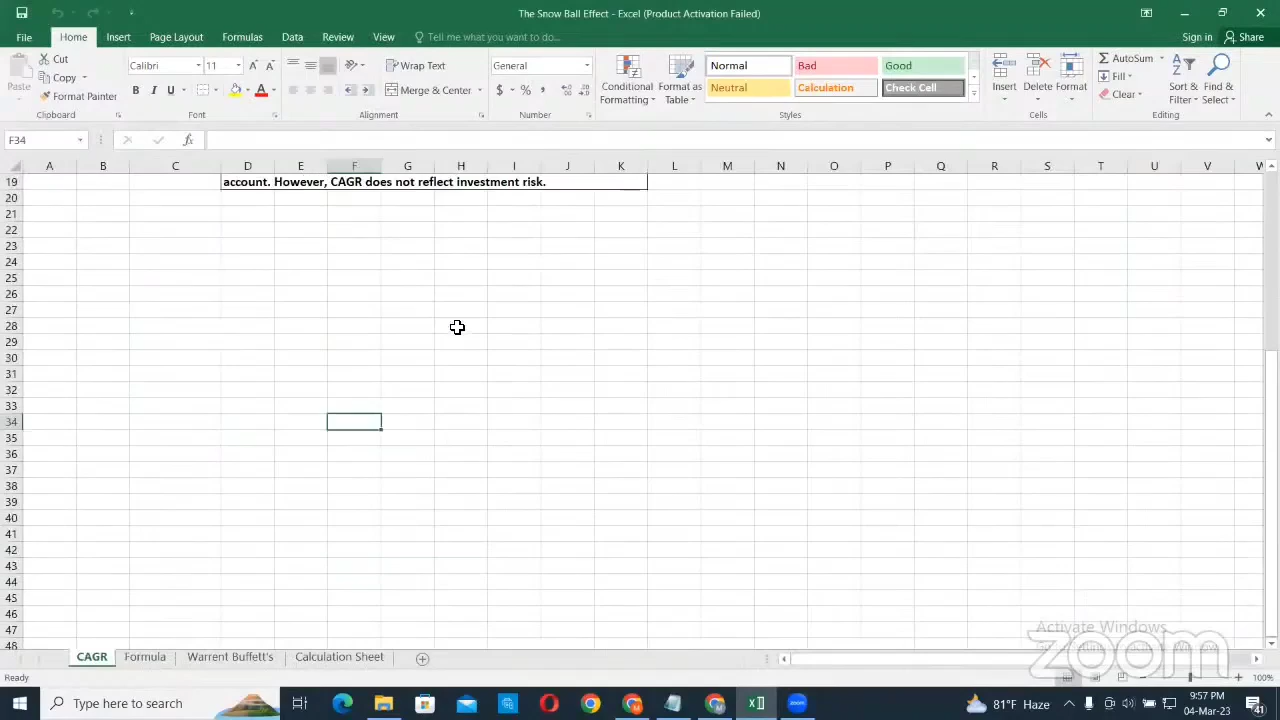 The Snow Ball Effect - Excel (Product Activation Failed)
File Home Insert Page Layout Formulas Data Review View Tell me what you want to do... Sign in Share
Paste Cut Copy Format Painter
Calibri 11 Wrap Text Merge & Center General
B I U A $ % ,
Conditional Formatting Format as Table
Normal Bad Good
Neutral Calculation Check Cell
Insert Delete Format
AutoSum Fill Clear
Sort & Filter Find & Select
Clipboard Font Alignment Number Styles Cells Editing
F34 fx
A B C D E F G H I J K L M N O P Q R S T U V W
19 account. However, CAGR does not reflect investment risk.
20
21
22
23
24
25
26
27
28
29
30
31
32
33
34
35
36
37
38
39
40
41
42
43
44
45
46
47
48
Activate Windows
zoom
CAGR Formula Warrent Buffett's Calculation Sheet
Ready 100%
Type here to search
81°F Haze
9:57 PM
04-Mar-23
41